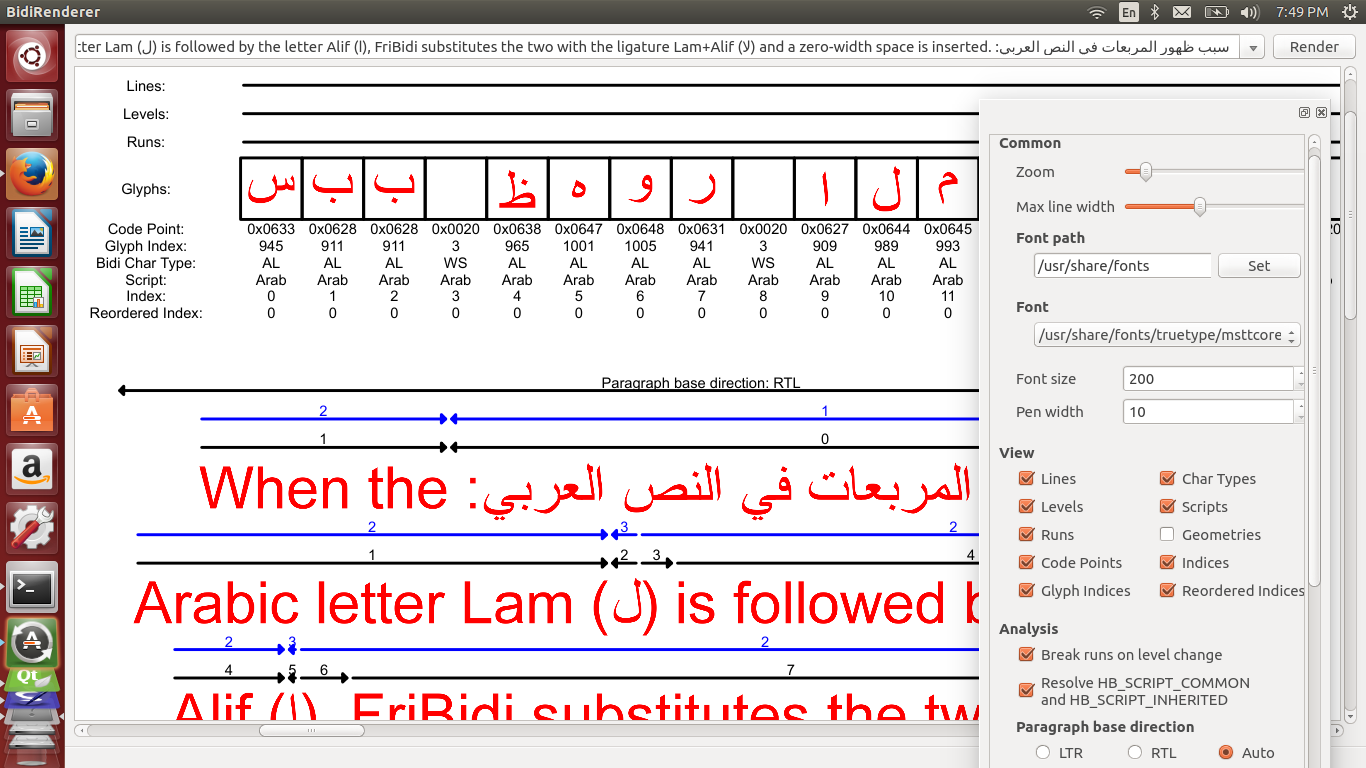 BidiRenderer
En
7:49 PM
tter Lam (ل) is followed by the letter Alif (ا), FriBidi substitutes the two with the ligature Lam+Alif (لا) and a zero-width space is inserted. :سبب ظهور المربعات في النص العربي
Render
Lines:
Levels:
Runs:
Glyphs: س ب ب ظ ه و ر ا ل م
Code Point: 0x0633 0x0628 0x0628 0x0020 0x0638 0x0647 0x0648 0x0631 0x0020 0x0627 0x0644 0x0645
Glyph Index: 945 911 911 3 965 1001 1005 941 3 909 989 993
Bidi Char Type: AL AL AL WS AL AL AL AL WS AL AL AL
Script: Arab Arab Arab Arab Arab Arab Arab Arab Arab Arab Arab Arab
Index: 0 1 2 3 4 5 6 7 8 9 10 11
Reordered Index: 0 0 0 0 0 0 0 0 0 0 0 0
Paragraph base direction: RTL
2 1
1 0
When the :المربعات في النص العربي
2 3 2
1 2 3 4
Arabic letter Lam (ل) is followed b
2 3 2
4 5 6 7
Alif (ا), FriBidi substitutes the tw
Common
Zoom
Max line width
Font path
/usr/share/fonts
Set
Font
/usr/share/fonts/truetype/msttcore
Font size 200
Pen width 10
View
Lines Char Types
Levels Scripts
Runs Geometries
Code Points Indices
Glyph Indices Reordered Indices
Analysis
Break runs on level change
Resolve HB_SCRIPT_COMMON
and HB_SCRIPT_INHERITED
Paragraph base direction
LTR RTL Auto